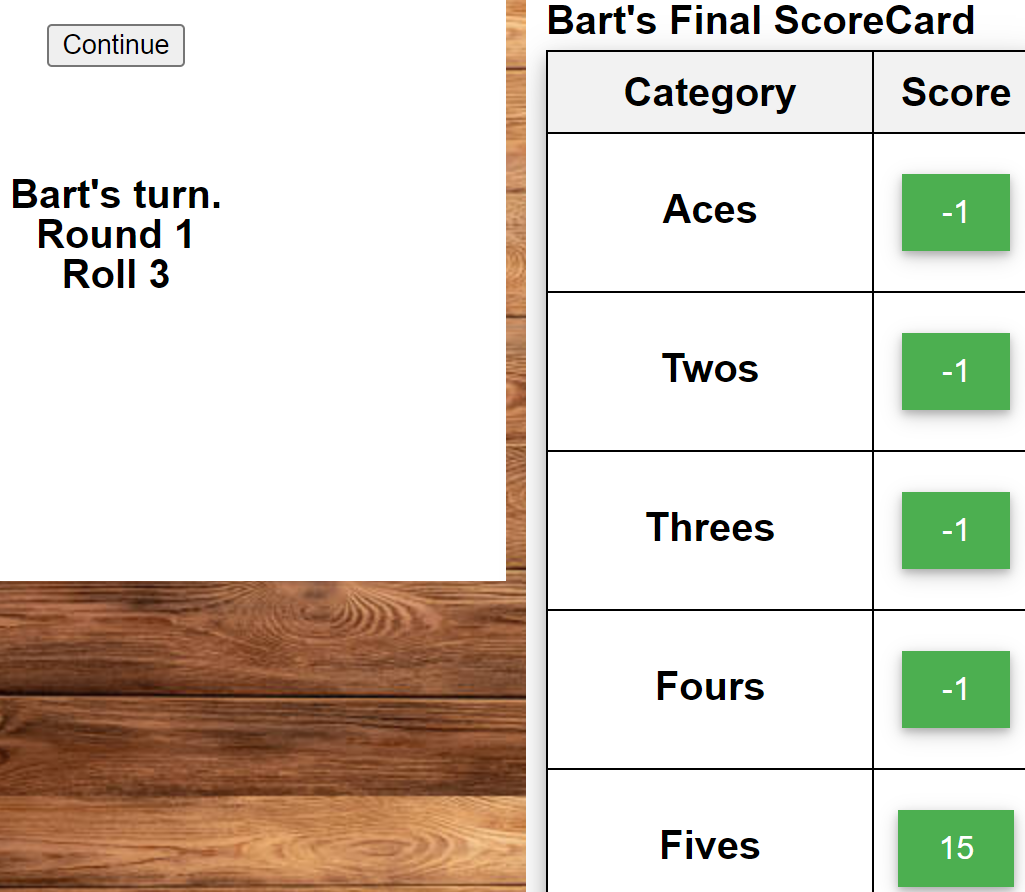 Continue
Bart's turn.
Round 1
Roll 3
Bart's Final ScoreCard
Category Score
Aces -1
Twos -1
Threes -1
Fours -1
Fives 15